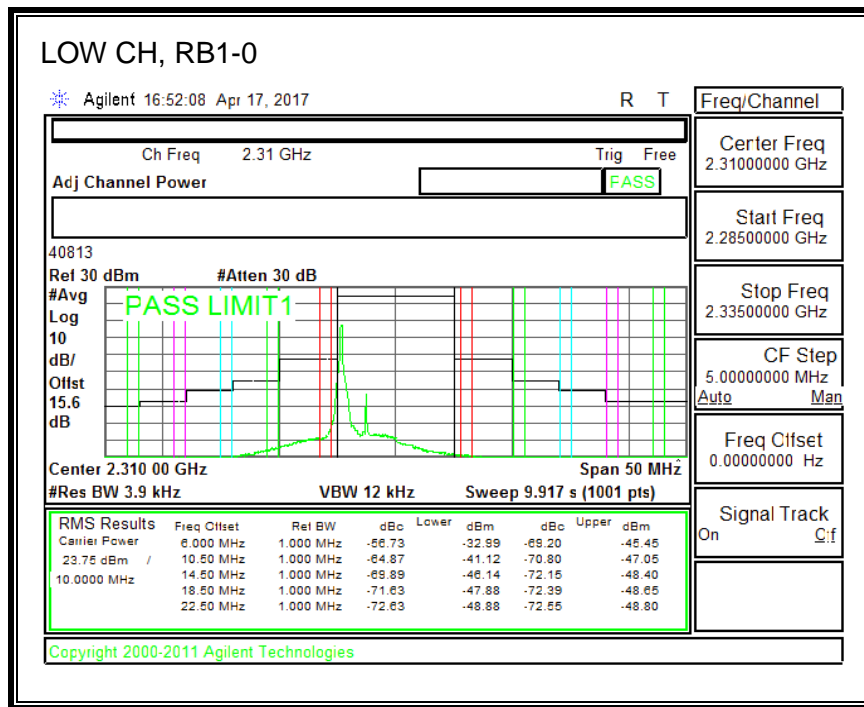 LOW CH, RB1-0
Agilent 16:52:08 Apr 17, 2017 R T
Freq/Channel
Ch Freq 2.31 GHz Trig Free
Adj Channel Power PASS
Center Freq
2.31000000 GHz
Start Freq
2.28500000 GHz
Stop Freq
2.33500000 GHz
CF Step
5.00000000 MHz
Auto Man
Freq Offset
0.00000000 Hz
Signal Track
On Off
40813
Ref 30 dBm #Atten 30 dB
#Avg
Log
10
dB/
Offst
15.6
dB
PASS LIMIT1
Center 2.310 00 GHz Span 50 MHz
#Res BW 3.9 kHz VBW 12 kHz Sweep 9.917 s (1001 pts)
RMS Results Freq Offset Ref BW dBc Lower dBm dBc Upper dBm
Carrier Power 6.000 MHz 1.000 MHz -56.73 -32.99 -69.20 -45.45
23.75 dBm / 10.50 MHz 1.000 MHz -64.87 -41.12 -70.80 -47.05
10.0000 MHz 14.50 MHz 1.000 MHz -69.89 -46.14 -72.15 -48.40
18.50 MHz 1.000 MHz -71.63 -47.88 -72.39 -48.65
22.50 MHz 1.000 MHz -72.63 -48.88 -72.55 -48.80
Copyright 2000-2011 Agilent Technologies